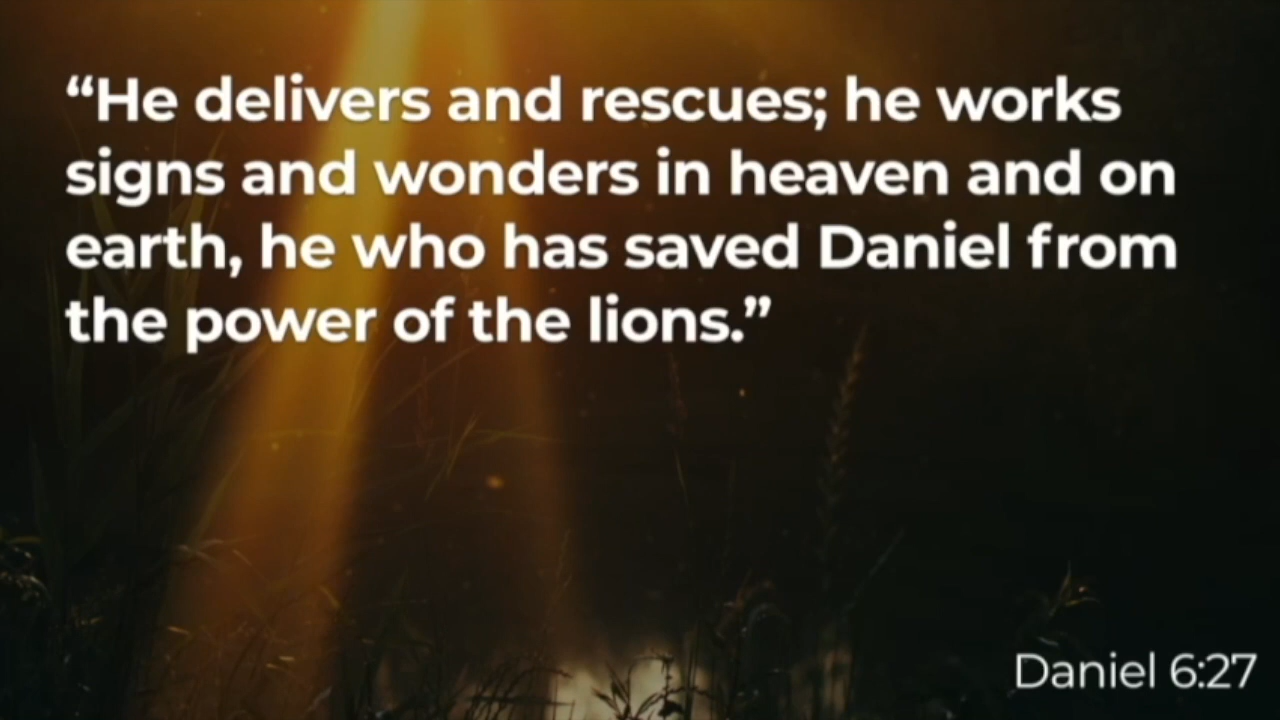 “He delivers and rescues; he works
signs and wonders in heaven and on
earth, he who has saved Daniel from
the power of the lions.”
Daniel 6:27